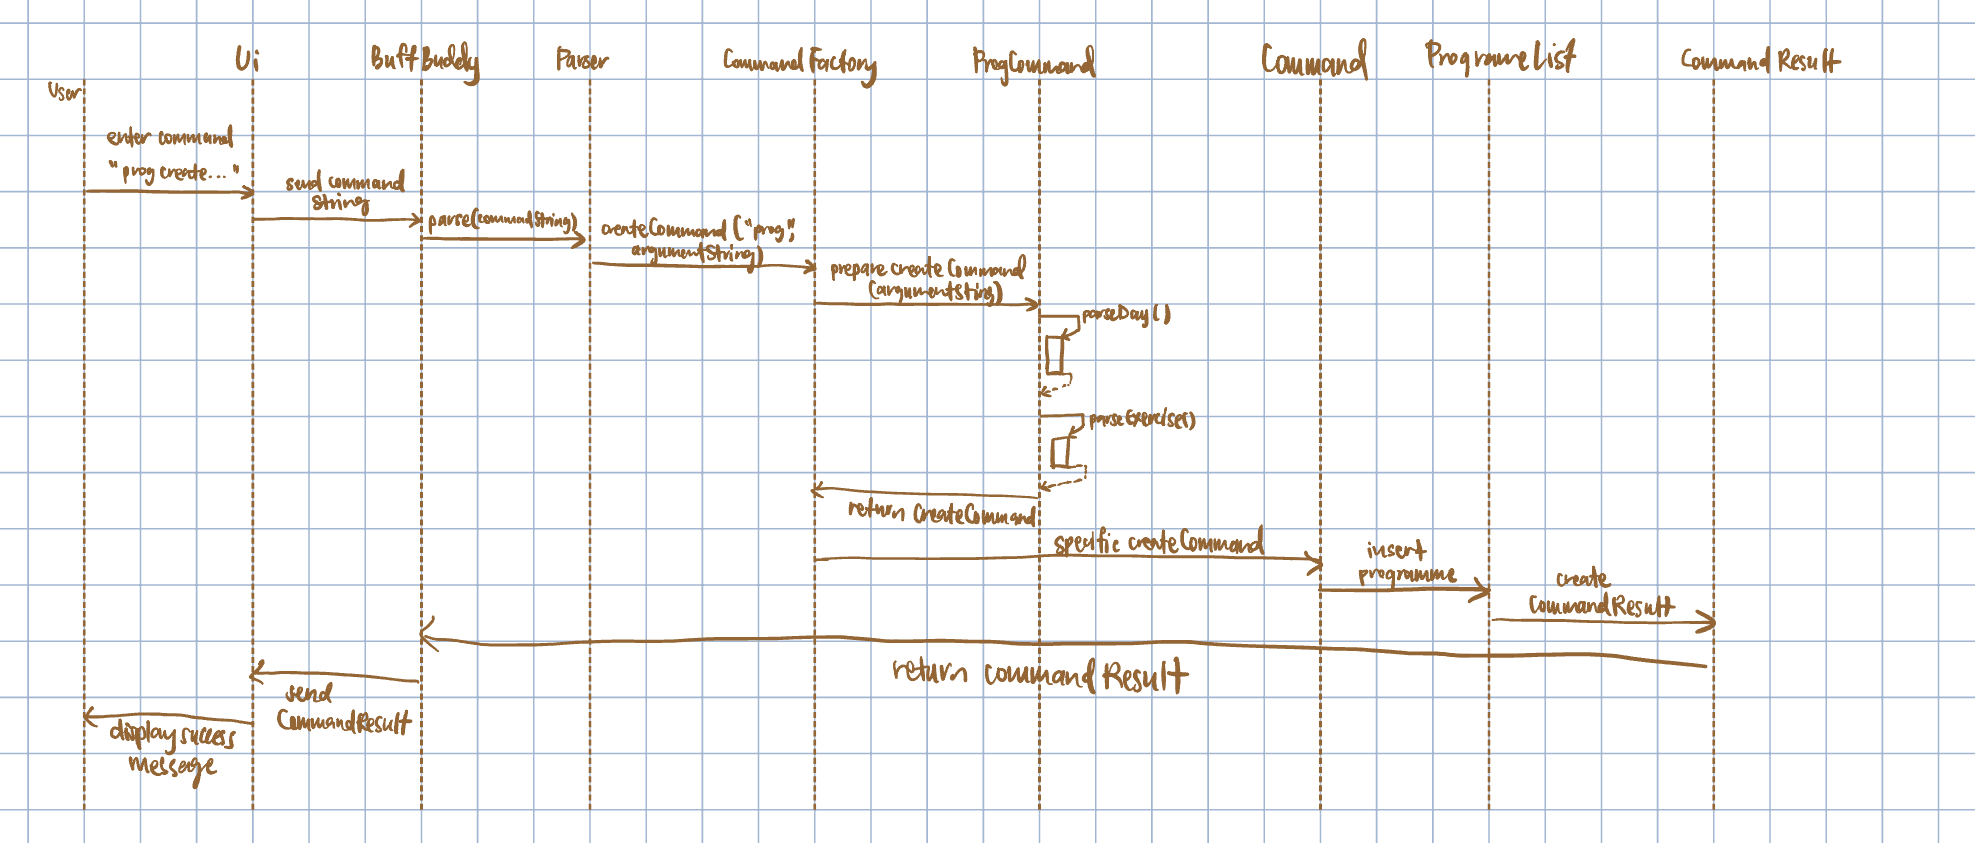 Ui
BuffBuddy
Parser
CommandFactory
ProgCommand
Command
ProgrammeList
CommandResult
User
enter command
"prog create..."
send command
string
parse(commandString)
createCommand("prog",
argumentString)
prepare createCommand
(argumentString)
parseDay()
parseExercise()
return createCommand
specific createCommand
insert
programme
create
CommandResult
return commandResult
send
CommandResult
display success
message